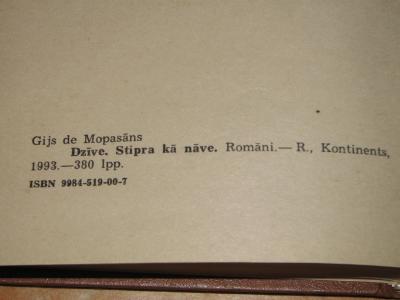 Gijs de Mopasāns
Dzīve. Stipra kā nāve. Romāni.— R., Kontinents,
1993.—380 lpp.
ISBN 9984-519-00-7